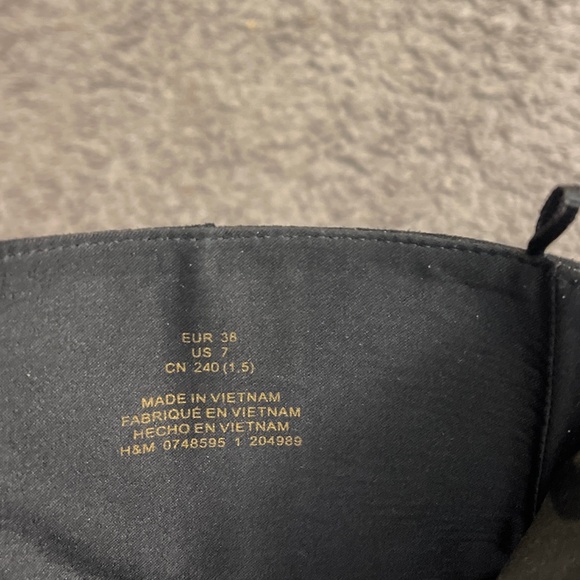 EUR 38
US 7
CN 240 (1,5)
MADE IN VIETNAM
FABRIQUÉ EN VIETNAM
HECHO EN VIETNAM
H&M 0748595 1 204989